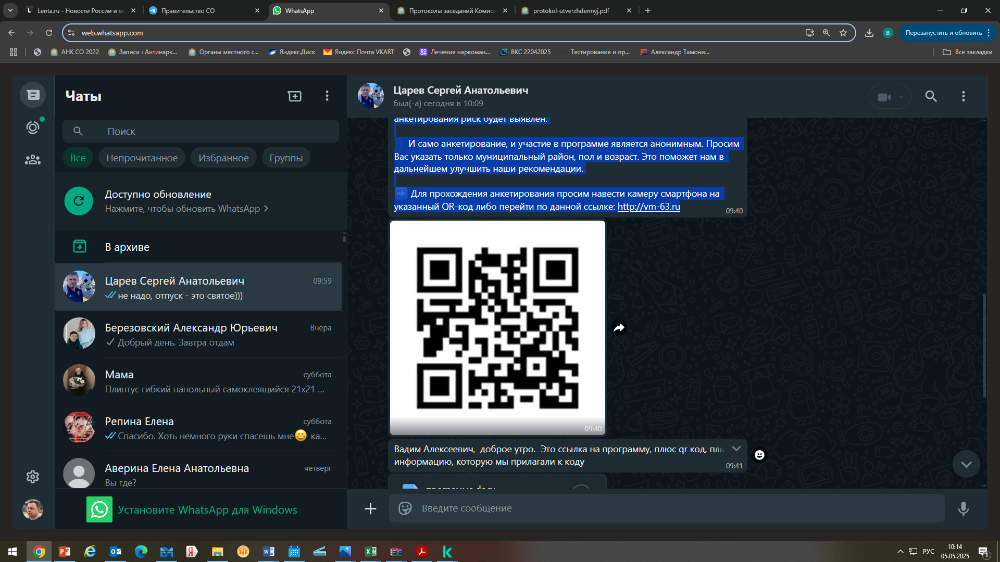 Lenta.ru - Новости России и м
Правительство СО
WhatsApp
Протоколы заседаний Комисс
protokol-utverzhdennyj.pdf
web.whatsapp.com
B
Перезапустить и обновить
АНК СО 2022
Записи ‹ Антинарк...
Органы местного с...
Яндекс.Диск
Яндекс Почта VKART
Лечение наркоман...
ВКС 22042025
Тестирование и пр...
Александр Тамони...
Все закладки
Чаты
Поиск
Все
Непрочитанное
Избранное
Группы
Доступно обновление
Нажмите, чтобы обновить WhatsApp
В архиве
Царев Сергей Анатольевич
09:59
не надо, отпуск - это святое)))
Березовский Александр Юрьевич
Вчера
Добрый день. Завтра отдам
Мама
суббота
Плинтус гибкий напольный самоклеящийся 21х21 ...
Репина Елена
суббота
Спасибо. Хоть немного руки спасешь мне😀 ка...
Аверина Елена Анатольевна
четверг
Вы где?
Установите WhatsApp для Windows
Царев Сергей Анатольевич
был(-а) сегодня в 10:09
анкетирования риск будет выявлен.
И само анкетирование, и участие в программе является анонимным. Просим
Вас указать только муниципальный район, пол и возраст. Это поможет нам в
дальнейшем улучшить наши рекомендации.
➡ Для прохождения анкетирования просим навести камеру смартфона на
указанный QR-код либо перейти по данной ссылке: http://vm-63.ru
09:40
09:40
Вадим Алексеевич,  доброе утро.  Это ссылка на программу, плюс qr код, плю
информацию, которую мы прилагали к коду
09:41
Введите сообщение
РУС
10:14
05.05.2025
1